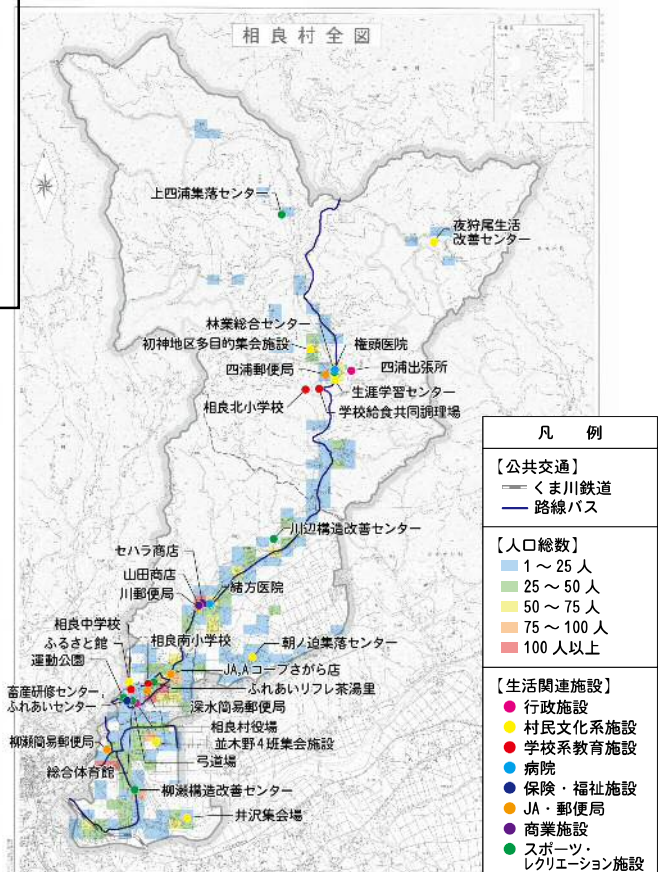 相良村全図
上四浦集落センター
夜狩尾生活
改善センター
林業総合センター
初神地区多目的集会施設
権頭医院
四浦郵便局
四浦出張所
生涯学習センター
相良北小学校
学校給食共同調理場
川辺構造改善センター
セハラ商店
山田商店
川郵便局
緒方医院
相良中学校
ふるさと館
運動公園
相良南小学校
朝ノ迫集落センター
JA,Aコープさがら店
畜産研修センター,
ふれあいセンター
ふれあいリフレ茶湯里
深水簡易郵便局
相良村役場
柳瀬簡易郵便局
並木野4班集会施設
弓道場
総合体育館
柳瀬構造改善センター
井沢集会場
凡 例
【公共交通】
くま川鉄道
路線バス
【人口総数】
1～25人
25～50人
50～75人
75～100人
100人以上
【生活関連施設】
行政施設
村民文化系施設
学校系教育施設
病院
保険・福祉施設
JA・郵便局
商業施設
スポーツ・
レクリエーション施設